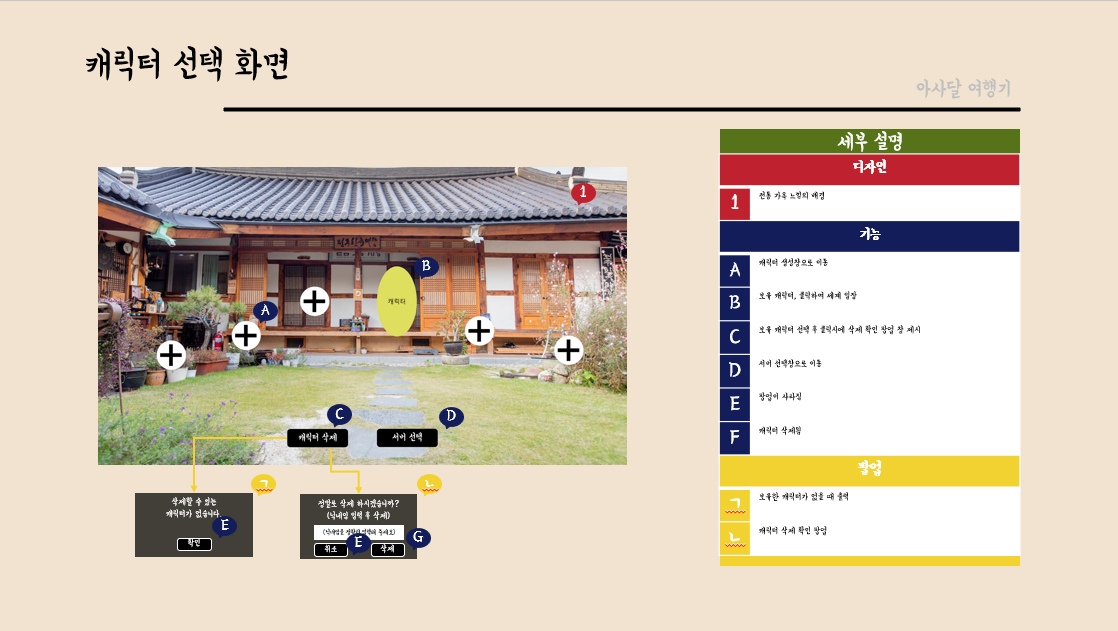 캐릭터 선택 화면
아사달 여행기
1
B
캐릭터
A
C
D
캐릭터 삭제
서버 선택
ㄱ
ㄴ
삭제할 수 있는
캐릭터가 없습니다.
E
확인
정말로 삭제 하시겠습니까?
(닉네임 입력 후 삭제)
(닉네임을 정확히 입력해 주세요)
E
G
취소
삭제
세부 설명
디자인
1
전통 가옥 느낌의 배경
기능
A
캐릭터 생성창으로 이동
B
보유 캐릭터, 클릭하여 세계 입장
C
보유 캐릭터 선택 후 클릭시에 삭제 확인 팝업 창 제시
D
서버 선택창으로 이동
E
팝업이 사라짐
F
캐릭터 삭제됨
팝업
ㄱ
보유한 캐릭터가 없을 때 출력
ㄴ
캐릭터 삭제 확인 팝업